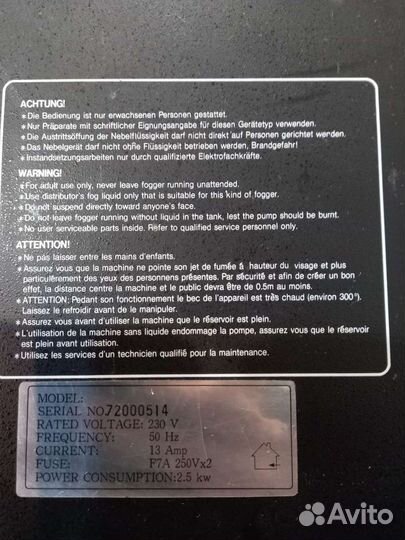 ACHTUNG!
*Die Bedienung ist nur erwachsenen Personen gestattet.
*Nur Präparate mit schriftlicher Eignungsangabe für diesen Gerätetyp verwenden.
*Die Austrittsöffung der Nebelflüssigkeit darf nicht direkt auf Personen gerichtet werden.
*Das Nebelgerät darf nicht ohne Flüssigkeit betrieben werden, Brandgefahr!
*Instandsetzungsarbeiten nur durch qualifizierte Elektrofachkräfte.
WARNING!
*For adult use only, never leave fogger running unattended.
*Use distributor's fog liquid only that is suitable for this kind of fogger.
*Do not suspend directly toward anyone's face.
*Do not leave fogger running without liquid in the tank, lest the pump should be burnt.
*No user serviceable parts inside. Refer to qualified service personnel only.
ATTENTION!
* Ne pas laisser entre les mains d'enfants.
*Assurez vous que la machine ne pointe son jet de fumée à hauteur du visage et plus
particulièrement des yeux des personnens présentes. Par sécurité et afin de créer un bon
effet, la distance centre la machine et le public devra être de 0.5m au moins.
*ATTENTION: Pedant son fonctionnement le bec de l'appareil est très chaud (environ 300°).
Laissez le refroidir avant de le manipuler.
*Assurez vous avant d'utiliser la machine que le réservoir est plein.
*L'utilisation de la machine sans liquide endommage la pompe, assurez vous que le réservoir
est plein avant utilisation.
*Utilisez les services d'un technicien qualifié pour la maintenance.
MODEL:
SERIAL NO.72000514
RATED VOLTAGE: 230 V
FREQUENCY: 50 Hz
CURRENT: 13 Amp
FUSE: F7A 250V×2
POWER CONSUMPTION:2.5 kw
Avito